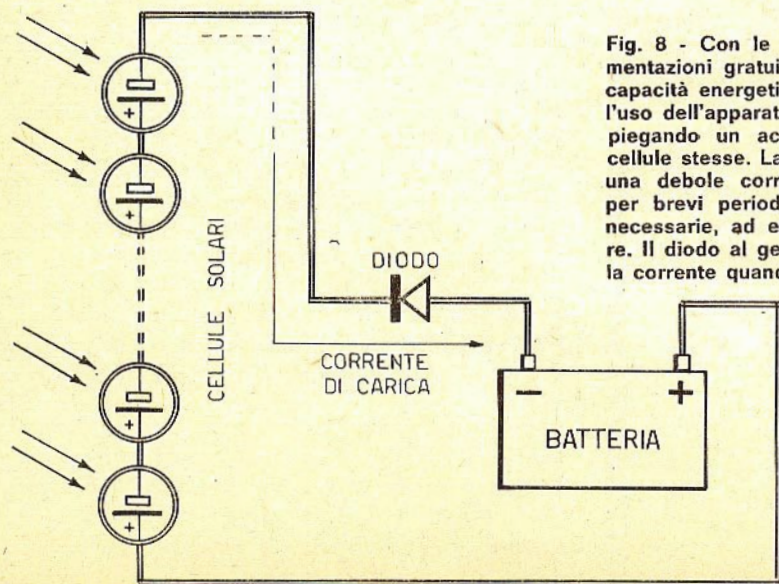 Fig. 8 - Con le
mentazioni gratui
capacità energeti
l'uso dell'apparat
piegando un ac
cellule stesse. La
una debole corr
per brevi period
necessarie, ad e
re. Il diodo al ge
la corrente quand
CELLULE SOLARI
DIODO
CORRENTE
DI CARICA
BATTERIA
- +
+
+
+
+